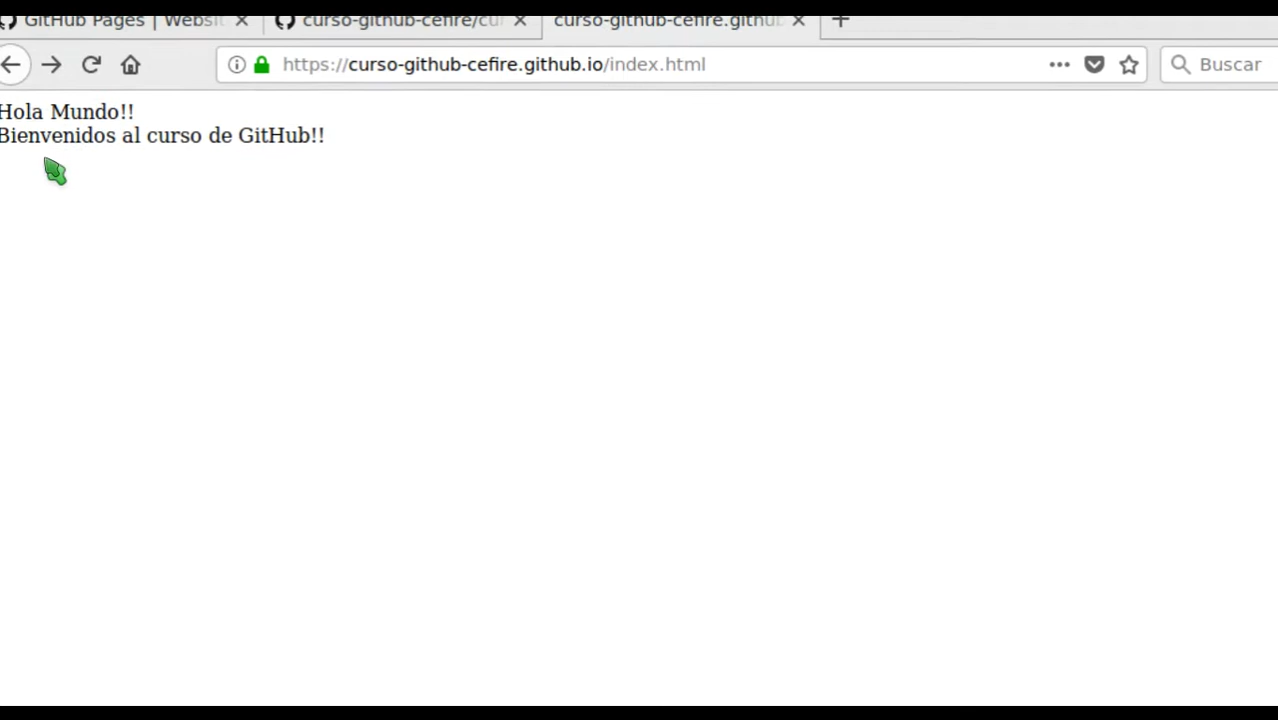 GitHub Pages | Websit
curso-github-cefire/cu
curso-github-cefire.github
https://curso-github-cefire.github.io/index.html
Buscar
Hola Mundo!!
Bienvenidos al curso de GitHub!!